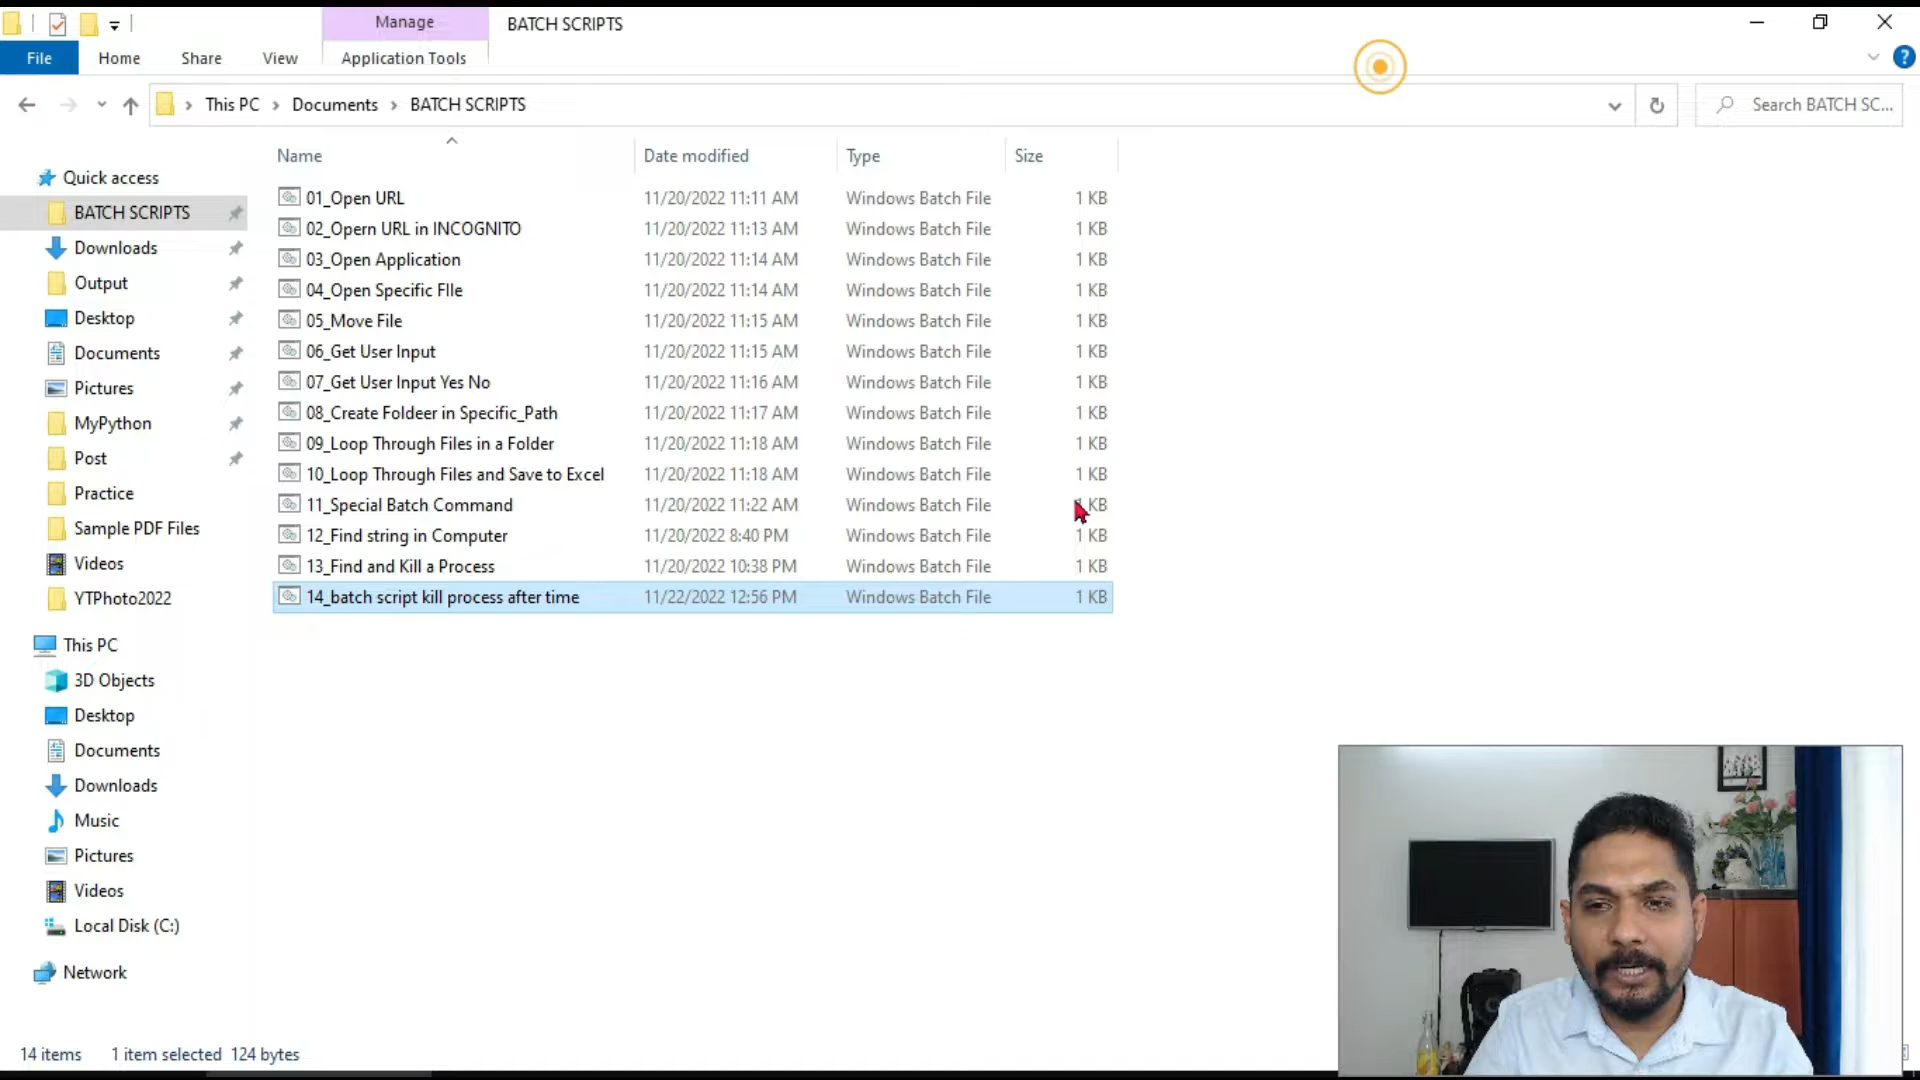 Manage
BATCH SCRIPTS
File
Home
Share
View
Application Tools
?
This PC
Documents
BATCH SCRIPTS
Search BATCH SC...
Name
Date modified
Type
Size
01_Open URL 11/20/2022 11:11 AM Windows Batch File 1 KB
02_Opern URL in INCOGNITO 11/20/2022 11:13 AM Windows Batch File 1 KB
03_Open Application 11/20/2022 11:14 AM Windows Batch File 1 KB
04_Open Specific FIle 11/20/2022 11:14 AM Windows Batch File 1 KB
05_Move File 11/20/2022 11:15 AM Windows Batch File 1 KB
06_Get User Input 11/20/2022 11:15 AM Windows Batch File 1 KB
07_Get User Input Yes No 11/20/2022 11:16 AM Windows Batch File 1 KB
08_Create Foldeer in Specific_Path 11/20/2022 11:17 AM Windows Batch File 1 KB
09_Loop Through Files in a Folder 11/20/2022 11:18 AM Windows Batch File 1 KB
10_Loop Through Files and Save to Excel 11/20/2022 11:18 AM Windows Batch File 1 KB
11_Special Batch Command 11/20/2022 11:22 AM Windows Batch File KB
12_Find string in Computer 11/20/2022 8:40 PM Windows Batch File 1 KB
13_Find and Kill a Process 11/20/2022 10:38 PM Windows Batch File 1 KB
14_batch script kill process after time 11/22/2022 12:56 PM Windows Batch File 1 KB
Quick access
BATCH SCRIPTS
Downloads
Output
Desktop
Documents
Pictures
MyPython
Post
Practice
Sample PDF Files
Videos
YTPhoto2022
This PC
3D Objects
Desktop
Documents
Downloads
Music
Pictures
Videos
Local Disk (C:)
Network
14 items 1 item selected 124 bytes